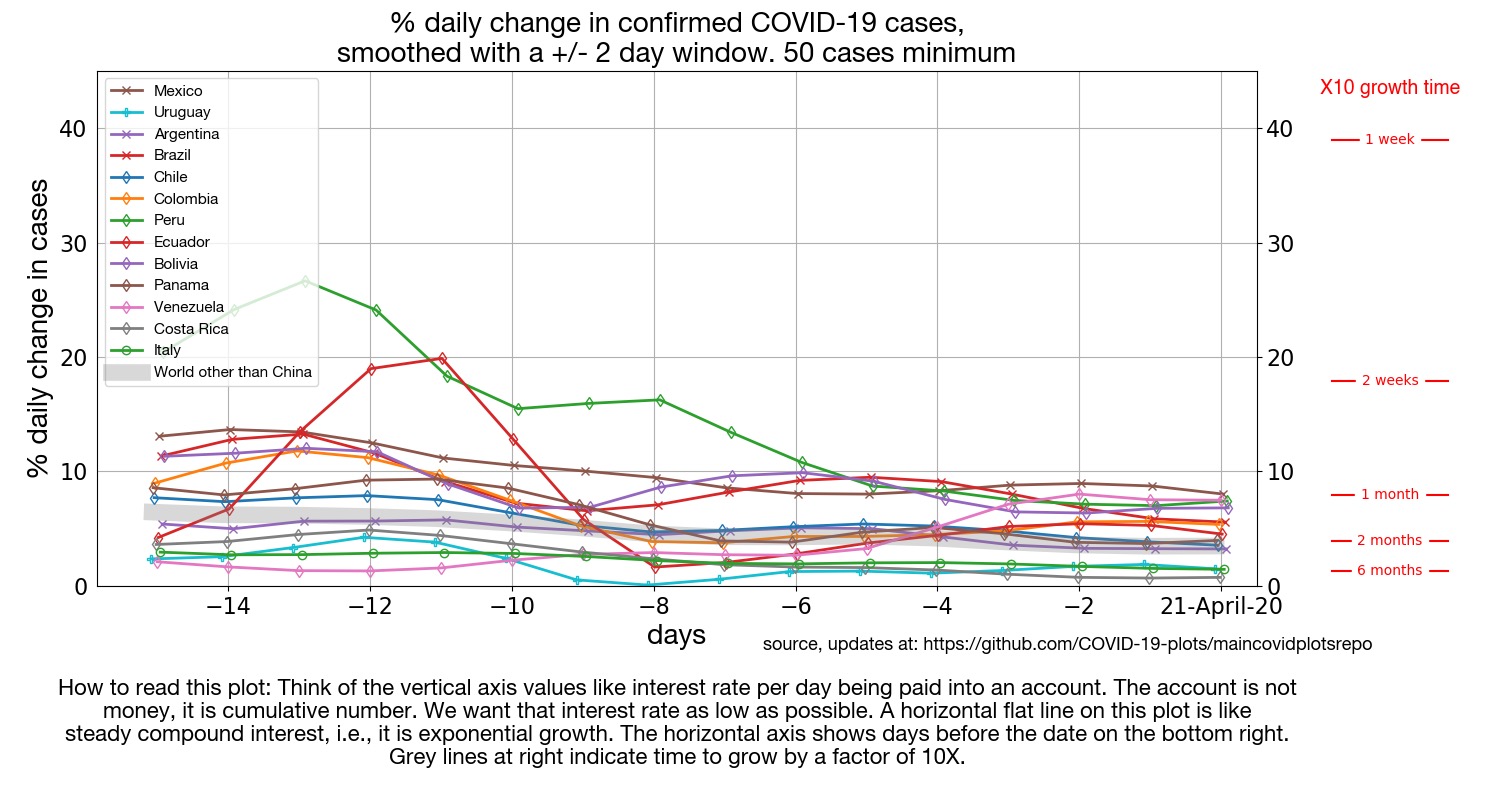 % daily change in confirmed COVID-19 cases,
smoothed with a +/- 2 day window. 50 cases minimum
X10 growth time
Mexico
Uruguay
Argentina
Brazil
Chile
Colombia
Peru
Ecuador
Bolivia
Panama
Venezuela
Costa Rica
Italy
World other than China
% daily change in cases
40
30
20
10
0
40
30
20
10
0
1 week
2 weeks
1 month
2 months
6 months
−14 −12 −10 −8 −6 −4 −2 21-April-20
days
source, updates at: https://github.com/COVID-19-plots/maincovidplotsrepo
How to read this plot: Think of the vertical axis values like interest rate per day being paid into an account. The account is not
money, it is cumulative number. We want that interest rate as low as possible. A horizontal flat line on this plot is like
steady compound interest, i.e., it is exponential growth. The horizontal axis shows days before the date on the bottom right.
Grey lines at right indicate time to grow by a factor of 10X.